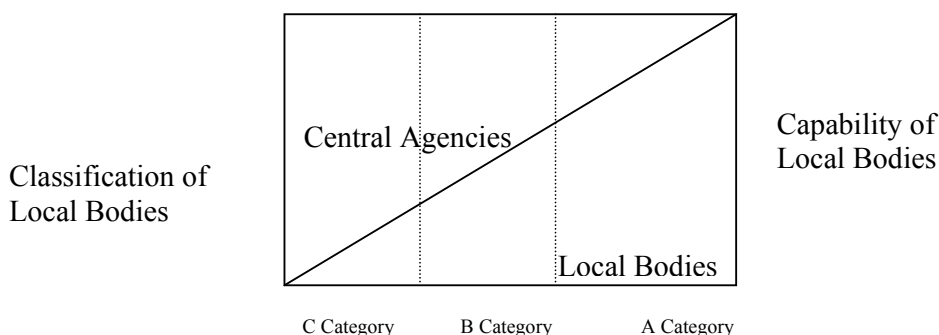 Central Agencies
Capability of
Local Bodies
Classification of
Local Bodies
Local Bodies
C Category
B Category
A Category